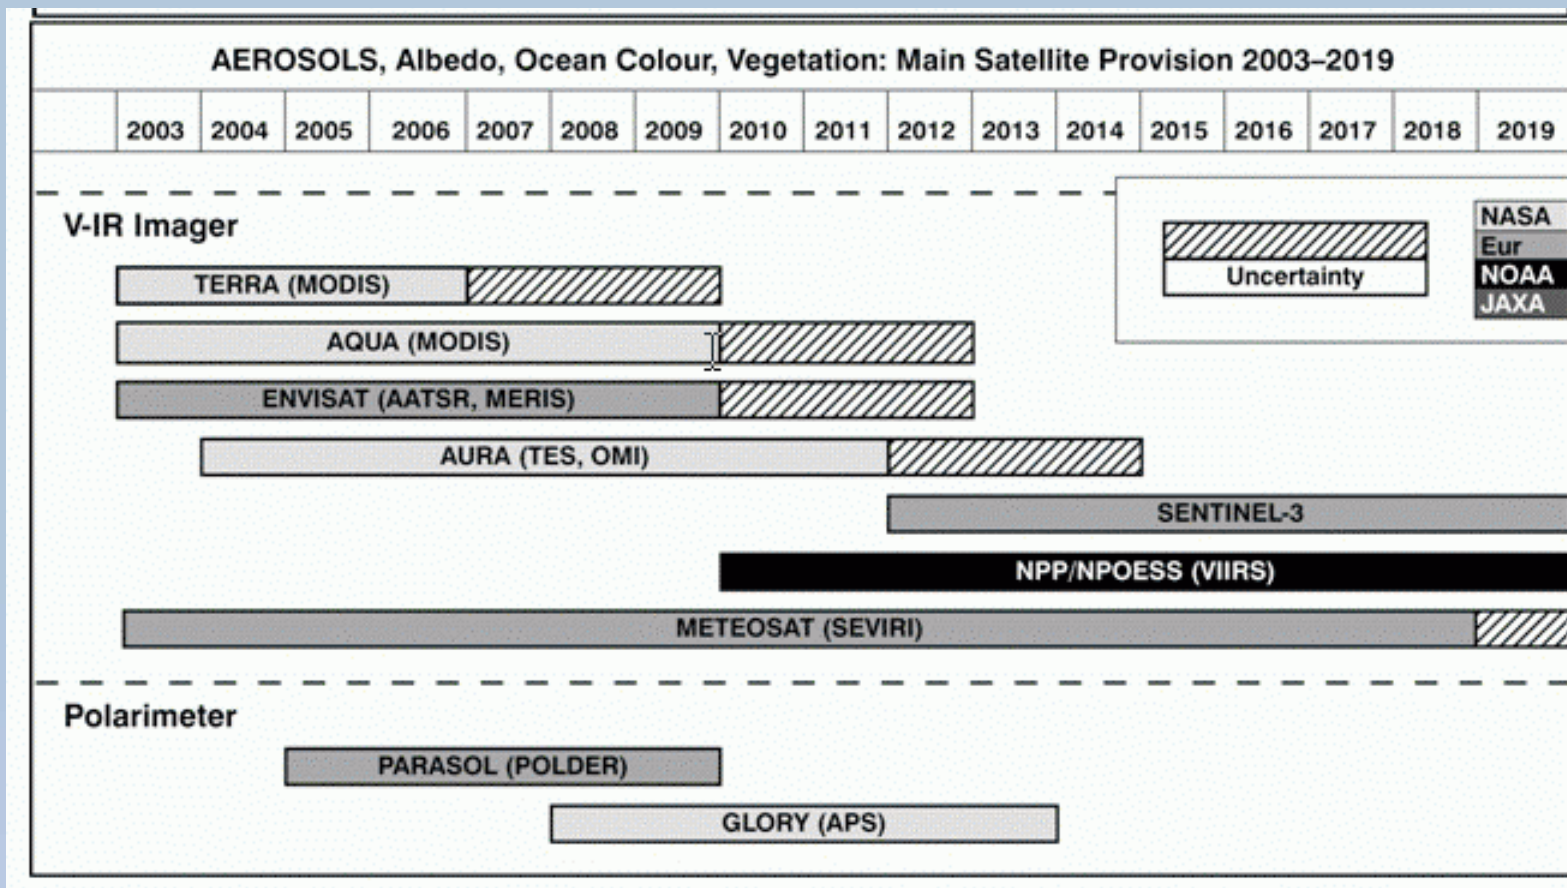 AEROSOLS, Albedo, Ocean Colour, Vegetation: Main Satellite Provision 2003–2019
2003 2004 2005 2006 2007 2008 2009 2010 2011 2012 2013 2014 2015 2016 2017 2018 2019
V-IR Imager
NASA
Eur
Uncertainty
NOAA
JAXA
TERRA (MODIS)
AQUA (MODIS)
ENVISAT (AATSR, MERIS)
AURA (TES, OMI)
SENTINEL-3
NPP/NPOESS (VIIRS)
METEOSAT (SEVIRI)
Polarimeter
PARASOL (POLDER)
GLORY (APS)